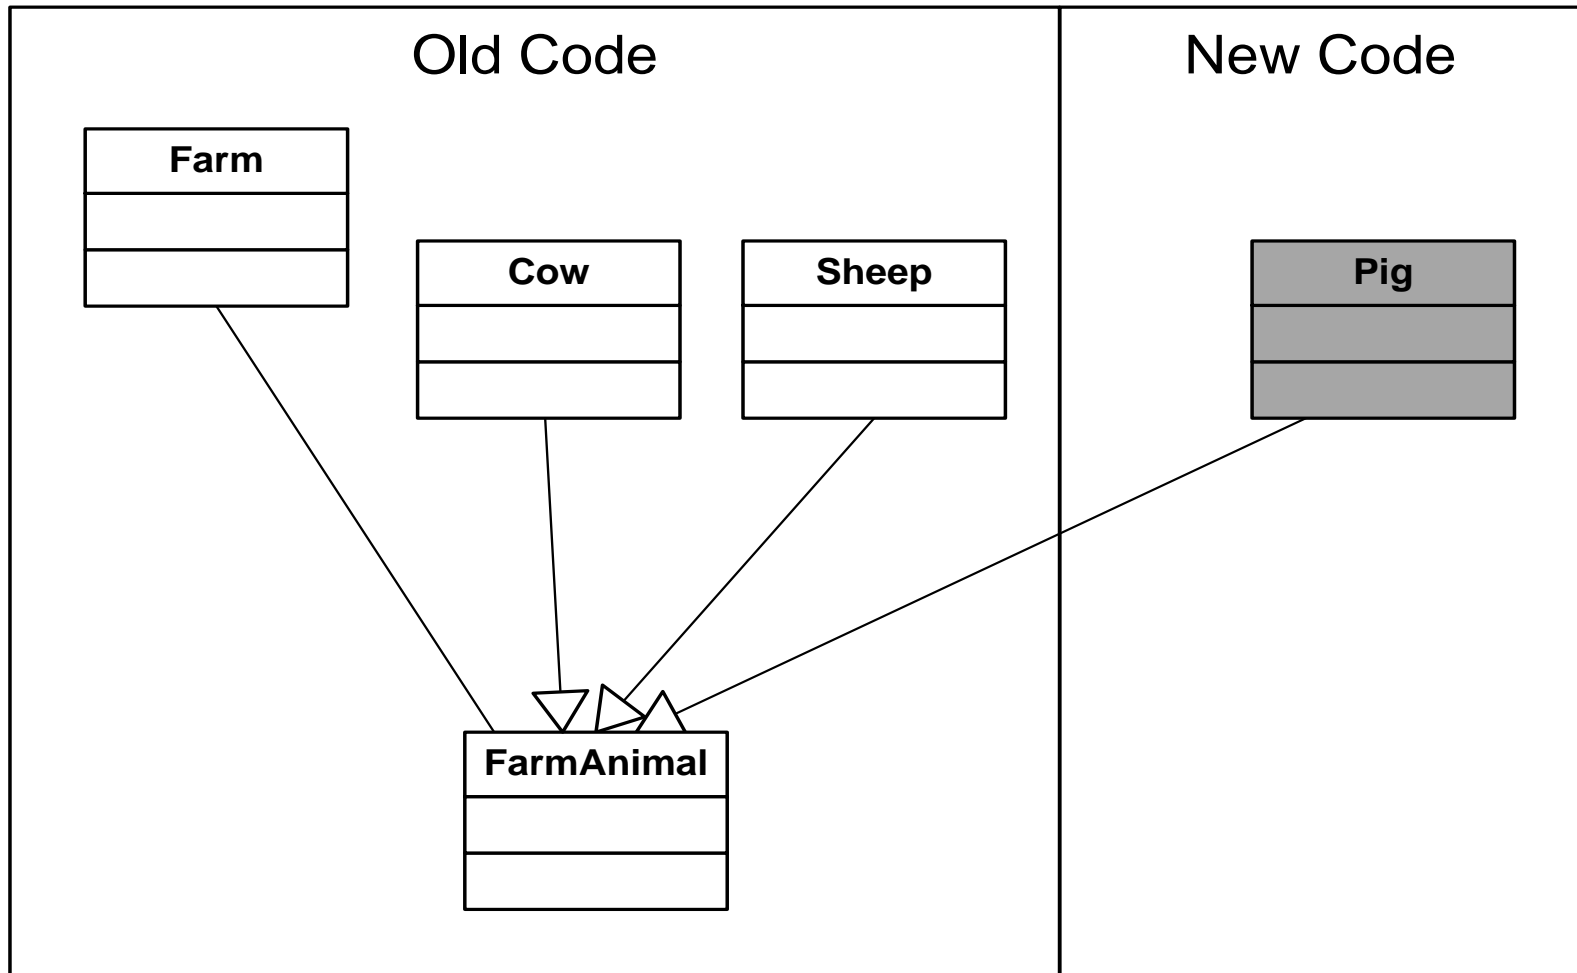 Old Code
New Code
Farm
Cow
Sheep
Pig
FarmAnimal